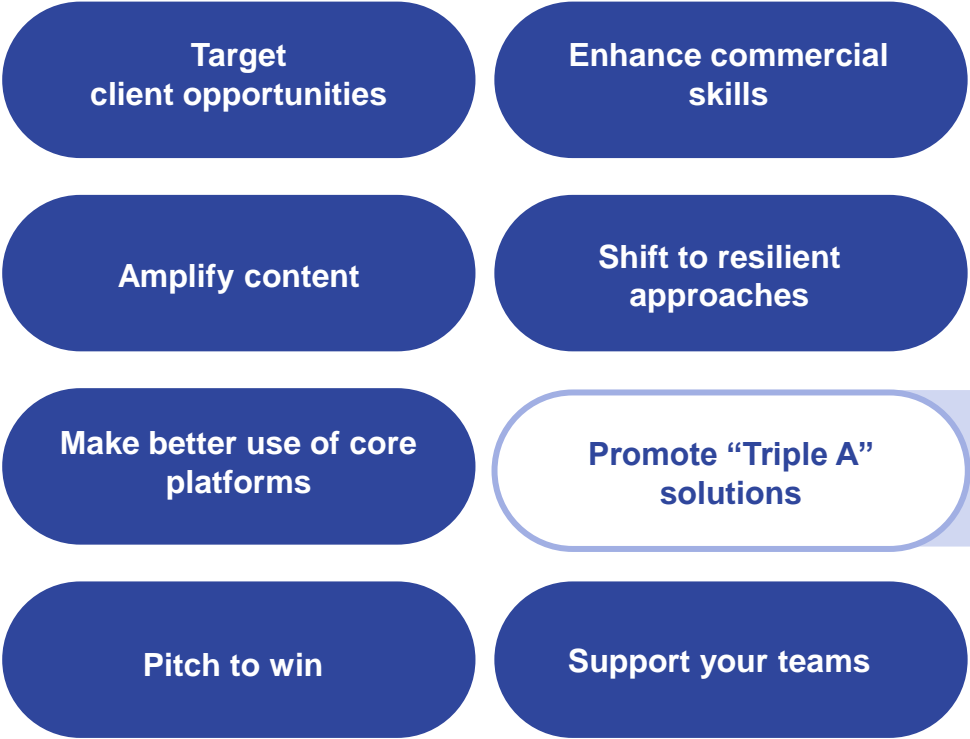 Target
client opportunities
Enhance commercial
skills
Amplify content
Shift to resilient
approaches
Make better use of core
platforms
Promote “Triple A”
solutions
Pitch to win
Support your teams